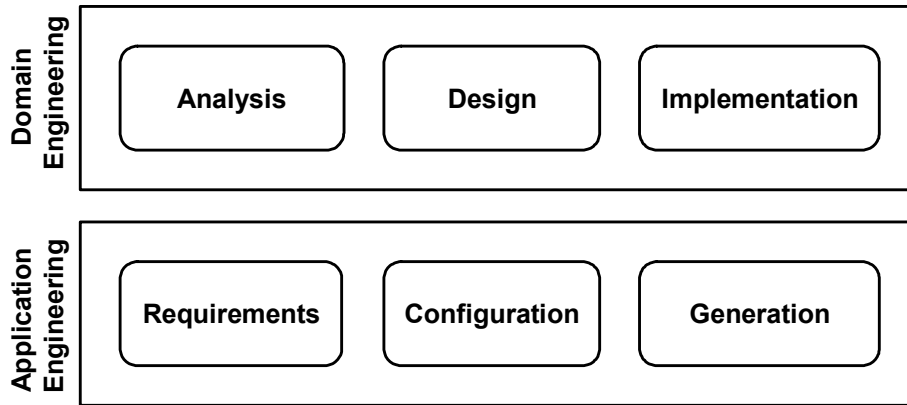 Domain
Engineering
Analysis
Design
Implementation
Application
Engineering
Requirements
Configuration
Generation